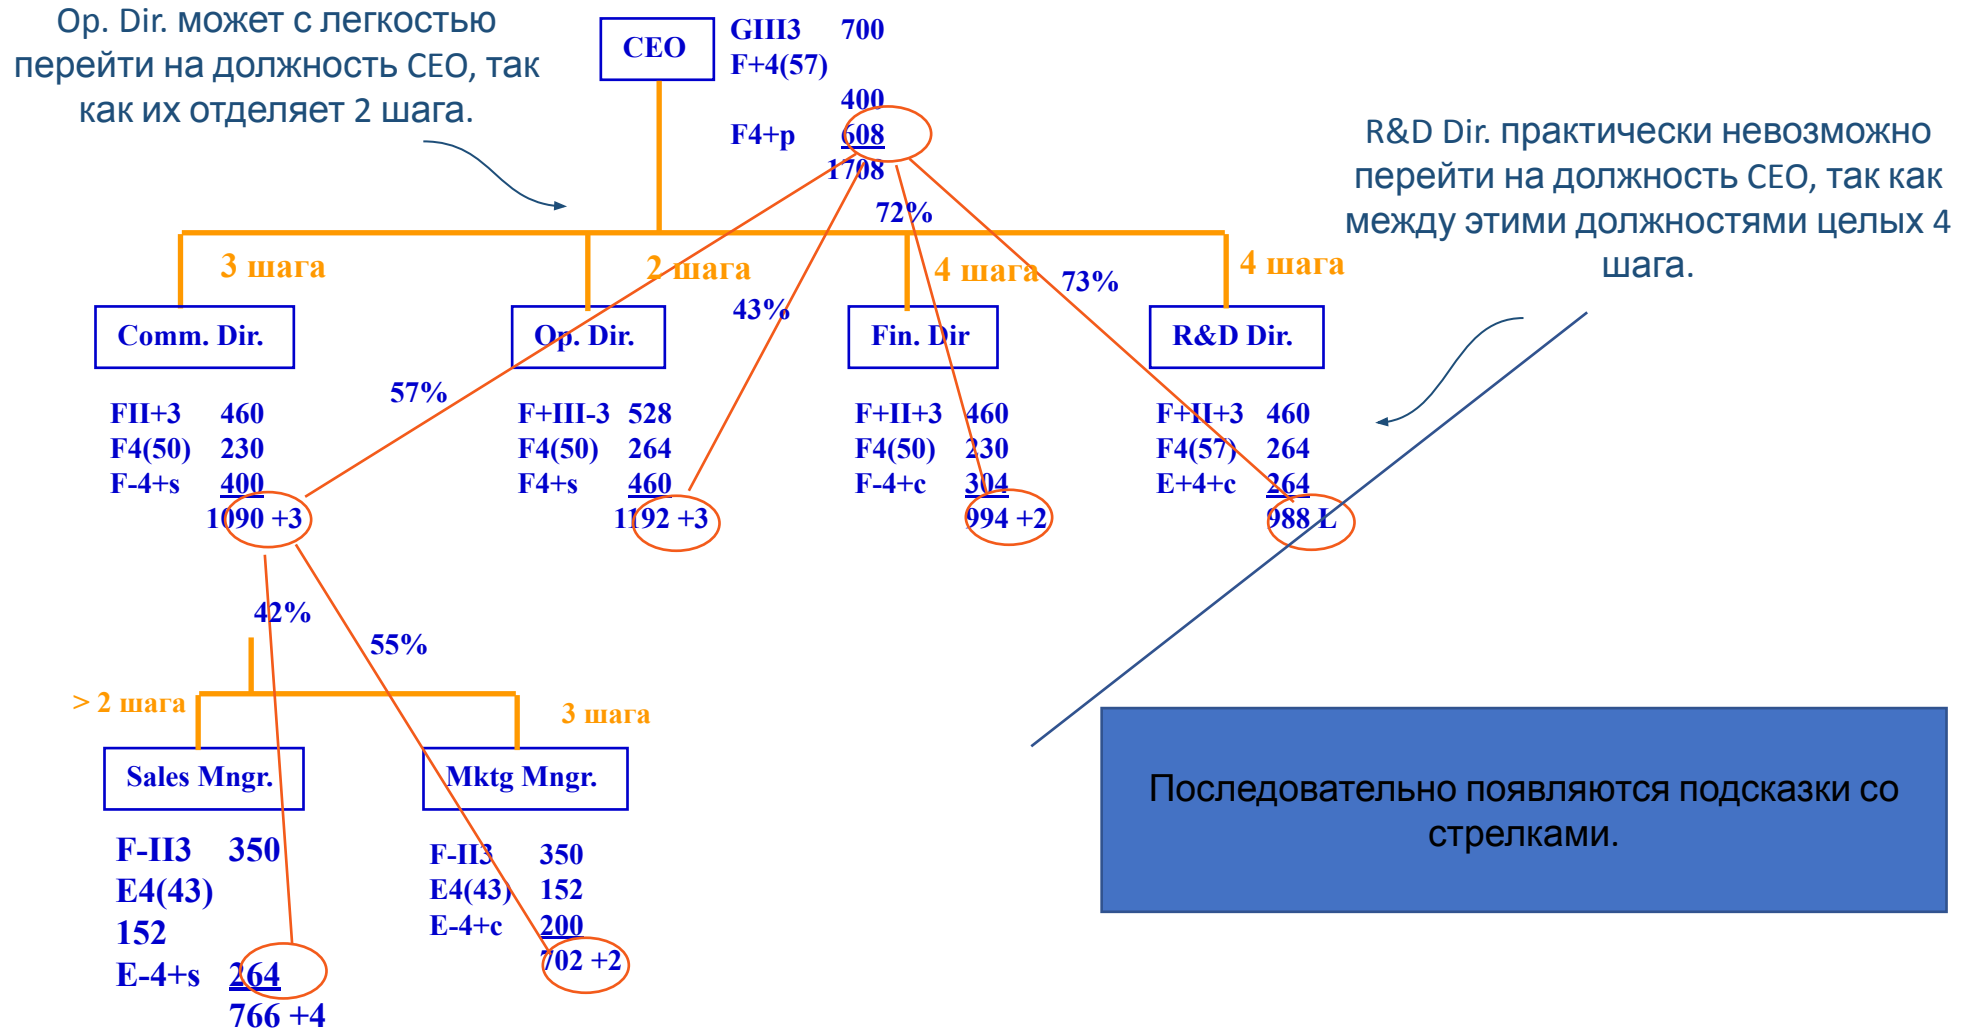 Op. Dir. может с легкостью
перейти на должность CEO, так
как их отделяет 2 шага.
CEO
GIII3 700
F+4(57)
400
F4+p 608
1708
R&D Dir. практически невозможно
перейти на должность CEO, так как
между этими должностями целых 4
шага.
72%
3 шага
2 шага
4 шага
4 шага
43%
73%
57%
Comm. Dir.
Op. Dir.
Fin. Dir
R&D Dir.
FII+3 460
F4(50) 230
F-4+s 400
1090 +3
F+III-3 528
F4(50) 264
F4+s 460
1192 +3
F+II+3 460
F4(50) 230
F-4+c 304
994 +2
F+II+3 460
F4(57) 264
E+4+c 264
988 L
42%
55%
> 2 шага
3 шага
Sales Mngr.
Mktg Mngr.
F-II3 350
E4(43)
152
E-4+s 264
766 +4
F-II3 350
E4(43) 152
E-4+c 200
702 +2
Последовательно появляются подсказки со
стрелками.